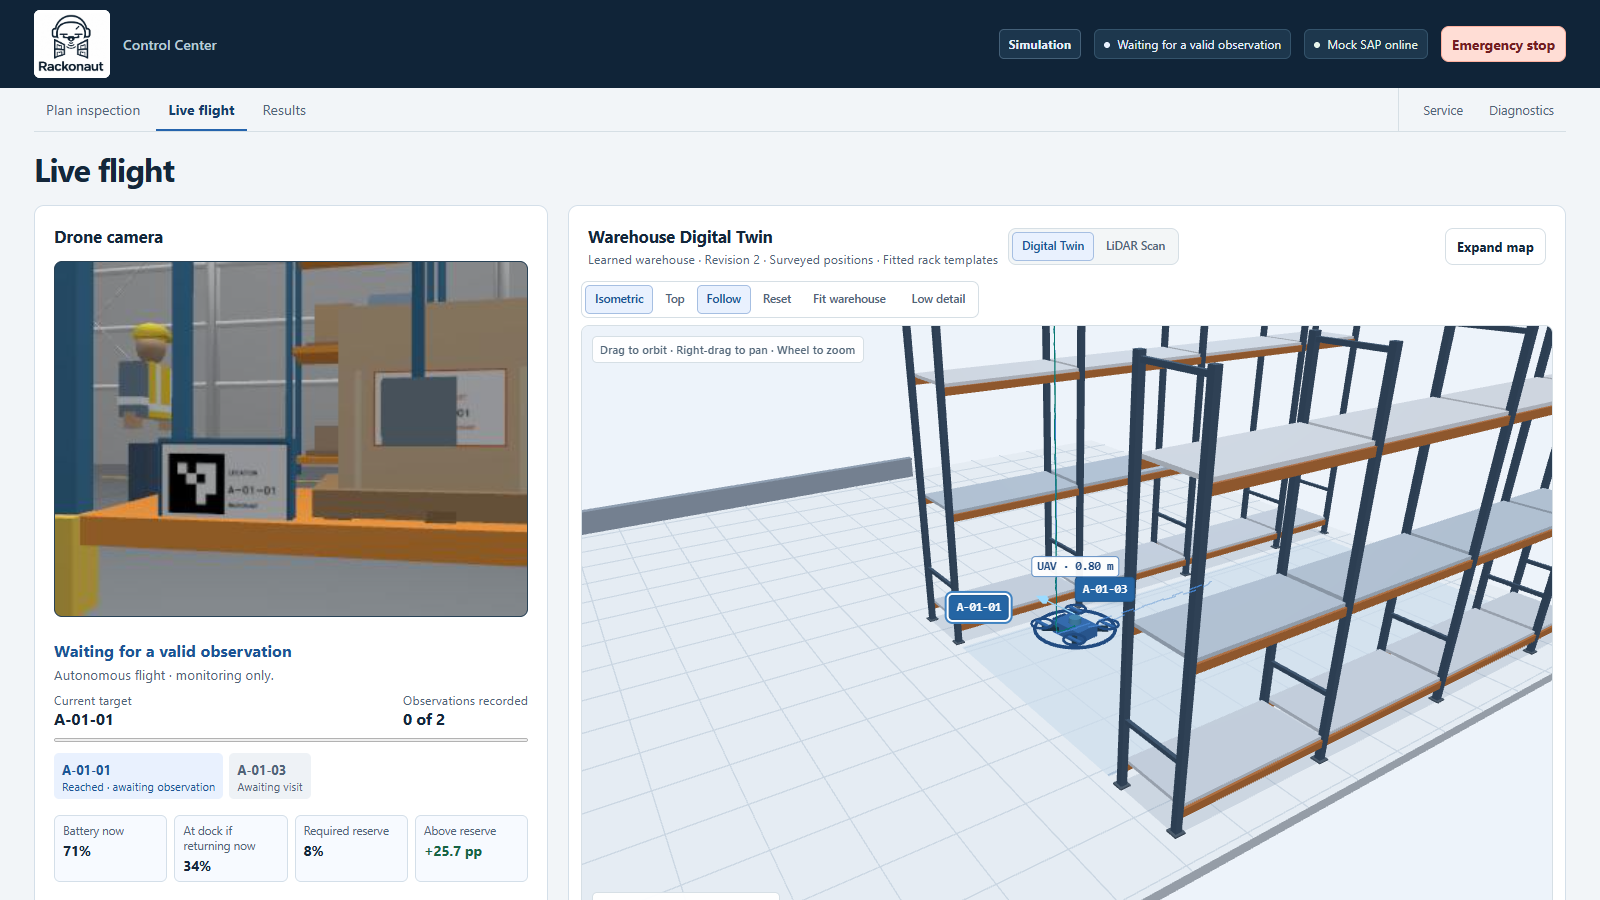 Rackonaut
Control Center
Simulation
Waiting for a valid observation
Mock SAP online
Emergency stop
Plan inspection
Live flight
Results
Service
Diagnostics
Live flight
Drone camera
LOCATION
A-01-01
RACKONAUT
01
Waiting for a valid observation
Autonomous flight · monitoring only.
Current target
A-01-01
Observations recorded
0 of 2
A-01-01
Reached · awaiting observation
A-01-03
Awaiting visit
Battery now
71%
At dock if
returning now
34%
Required reserve
8%
Above reserve
+25.7 pp
Warehouse Digital Twin
Learned warehouse · Revision 2 · Surveyed positions · Fitted rack templates
Digital Twin
LiDAR Scan
Expand map
Isometric
Top
Follow
Reset
Fit warehouse
Low detail
Drag to orbit · Right-drag to pan · Wheel to zoom
UAV · 0.80 m
A-01-03
A-01-01